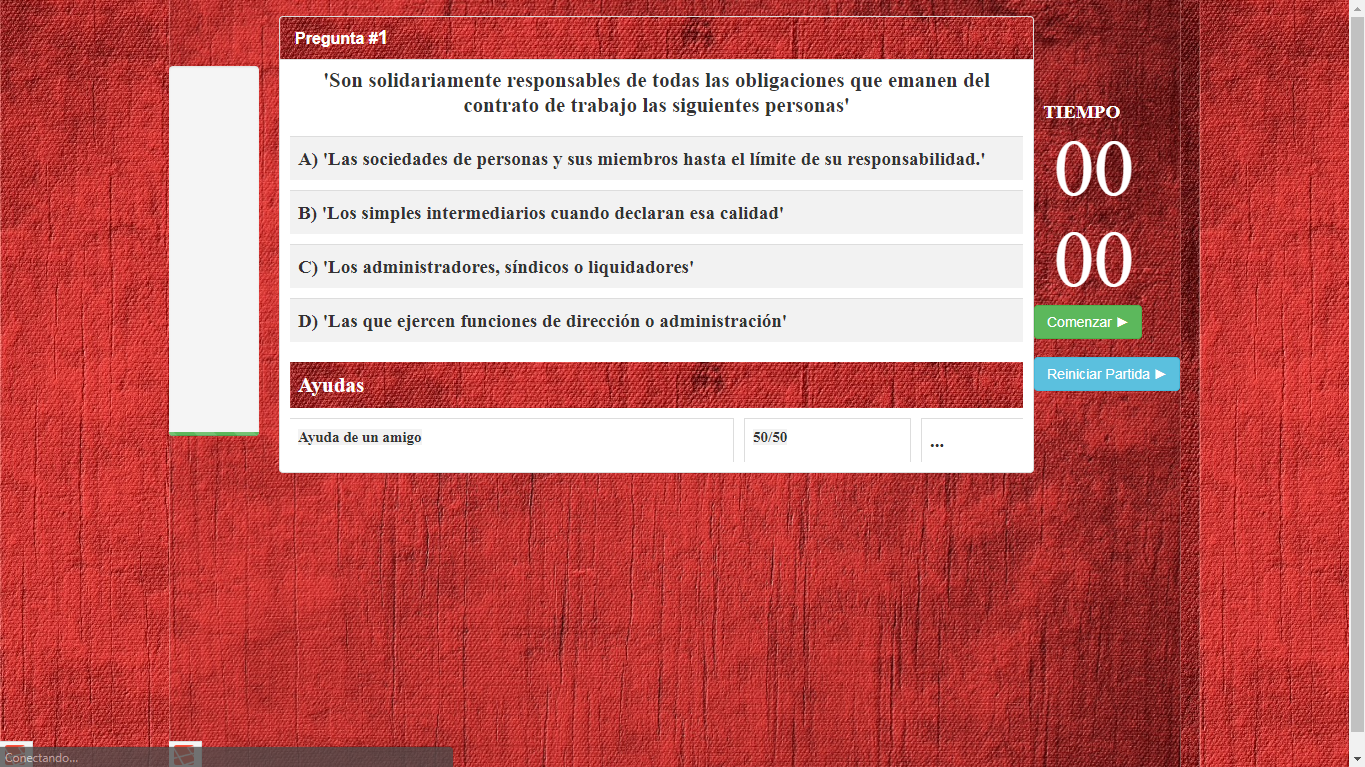 Pregunta #1
'Son solidariamente responsables de todas las obligaciones que emanen del
contrato de trabajo las siguientes personas'
A) 'Las sociedades de personas y sus miembros hasta el límite de su responsabilidad.'
B) 'Los simples intermediarios cuando declaran esa calidad'
C) 'Los administradores, síndicos o liquidadores'
D) 'Las que ejercen funciones de dirección o administración'
Ayudas
Ayuda de un amigo
50/50
...
TIEMPO
00
00
Comenzar ►
Reiniciar Partida ►
Conectando...